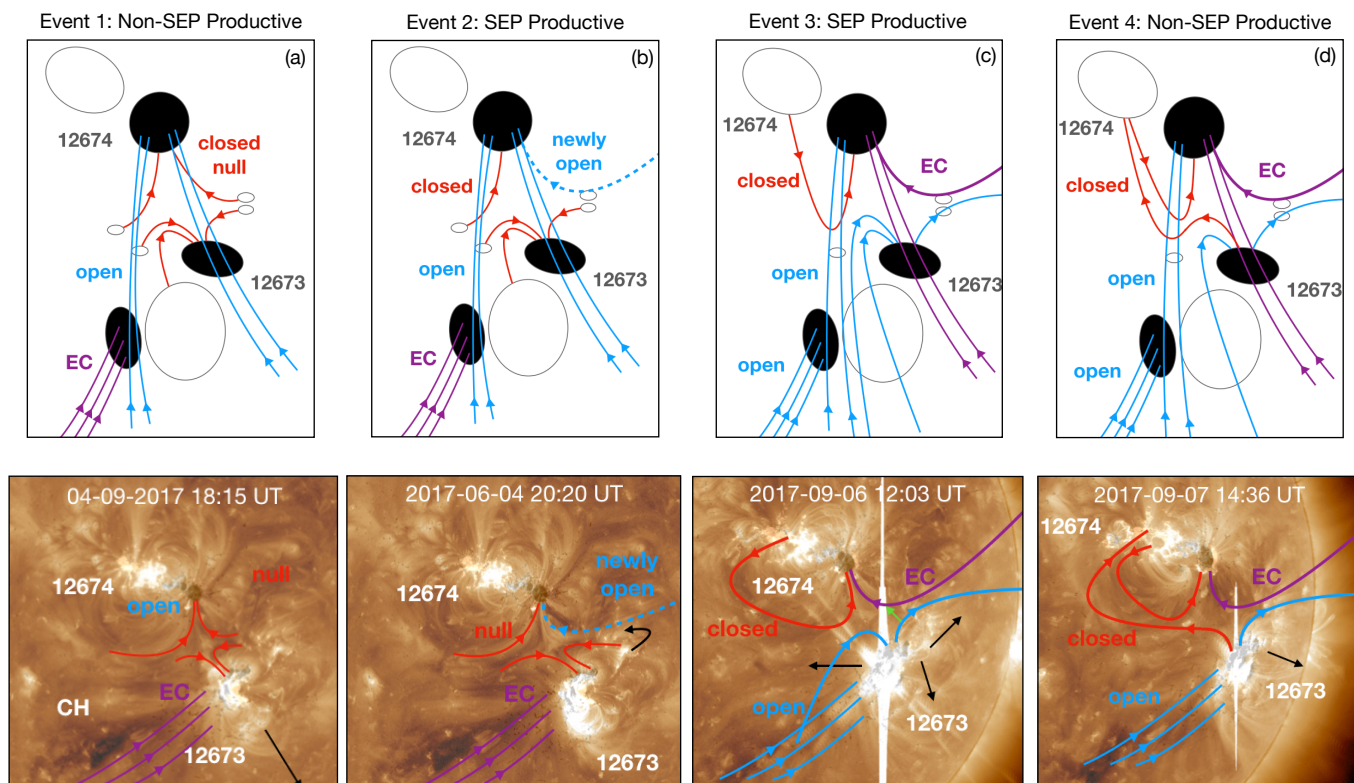 Event 1: Non-SEP Productive
Event 2: SEP Productive
Event 3: SEP Productive
Event 4: Non-SEP Productive
(a)
12674
closed
null
open
12673
EC
(b)
12674
newly
open
closed
open
12673
EC
(c)
12674
EC
closed
open
12673
open
(d)
12674
EC
closed
open
12673
open
04-09-2017 18:15 UT
null
12674
open
EC
CH
12673
2017-06-04 20:20 UT
newly
open
12674
null
EC
12673
2017-09-06 12:03 UT
EC
12674
closed
open
12673
2017-09-07 14:36 UT
12674
EC
closed
12673
open